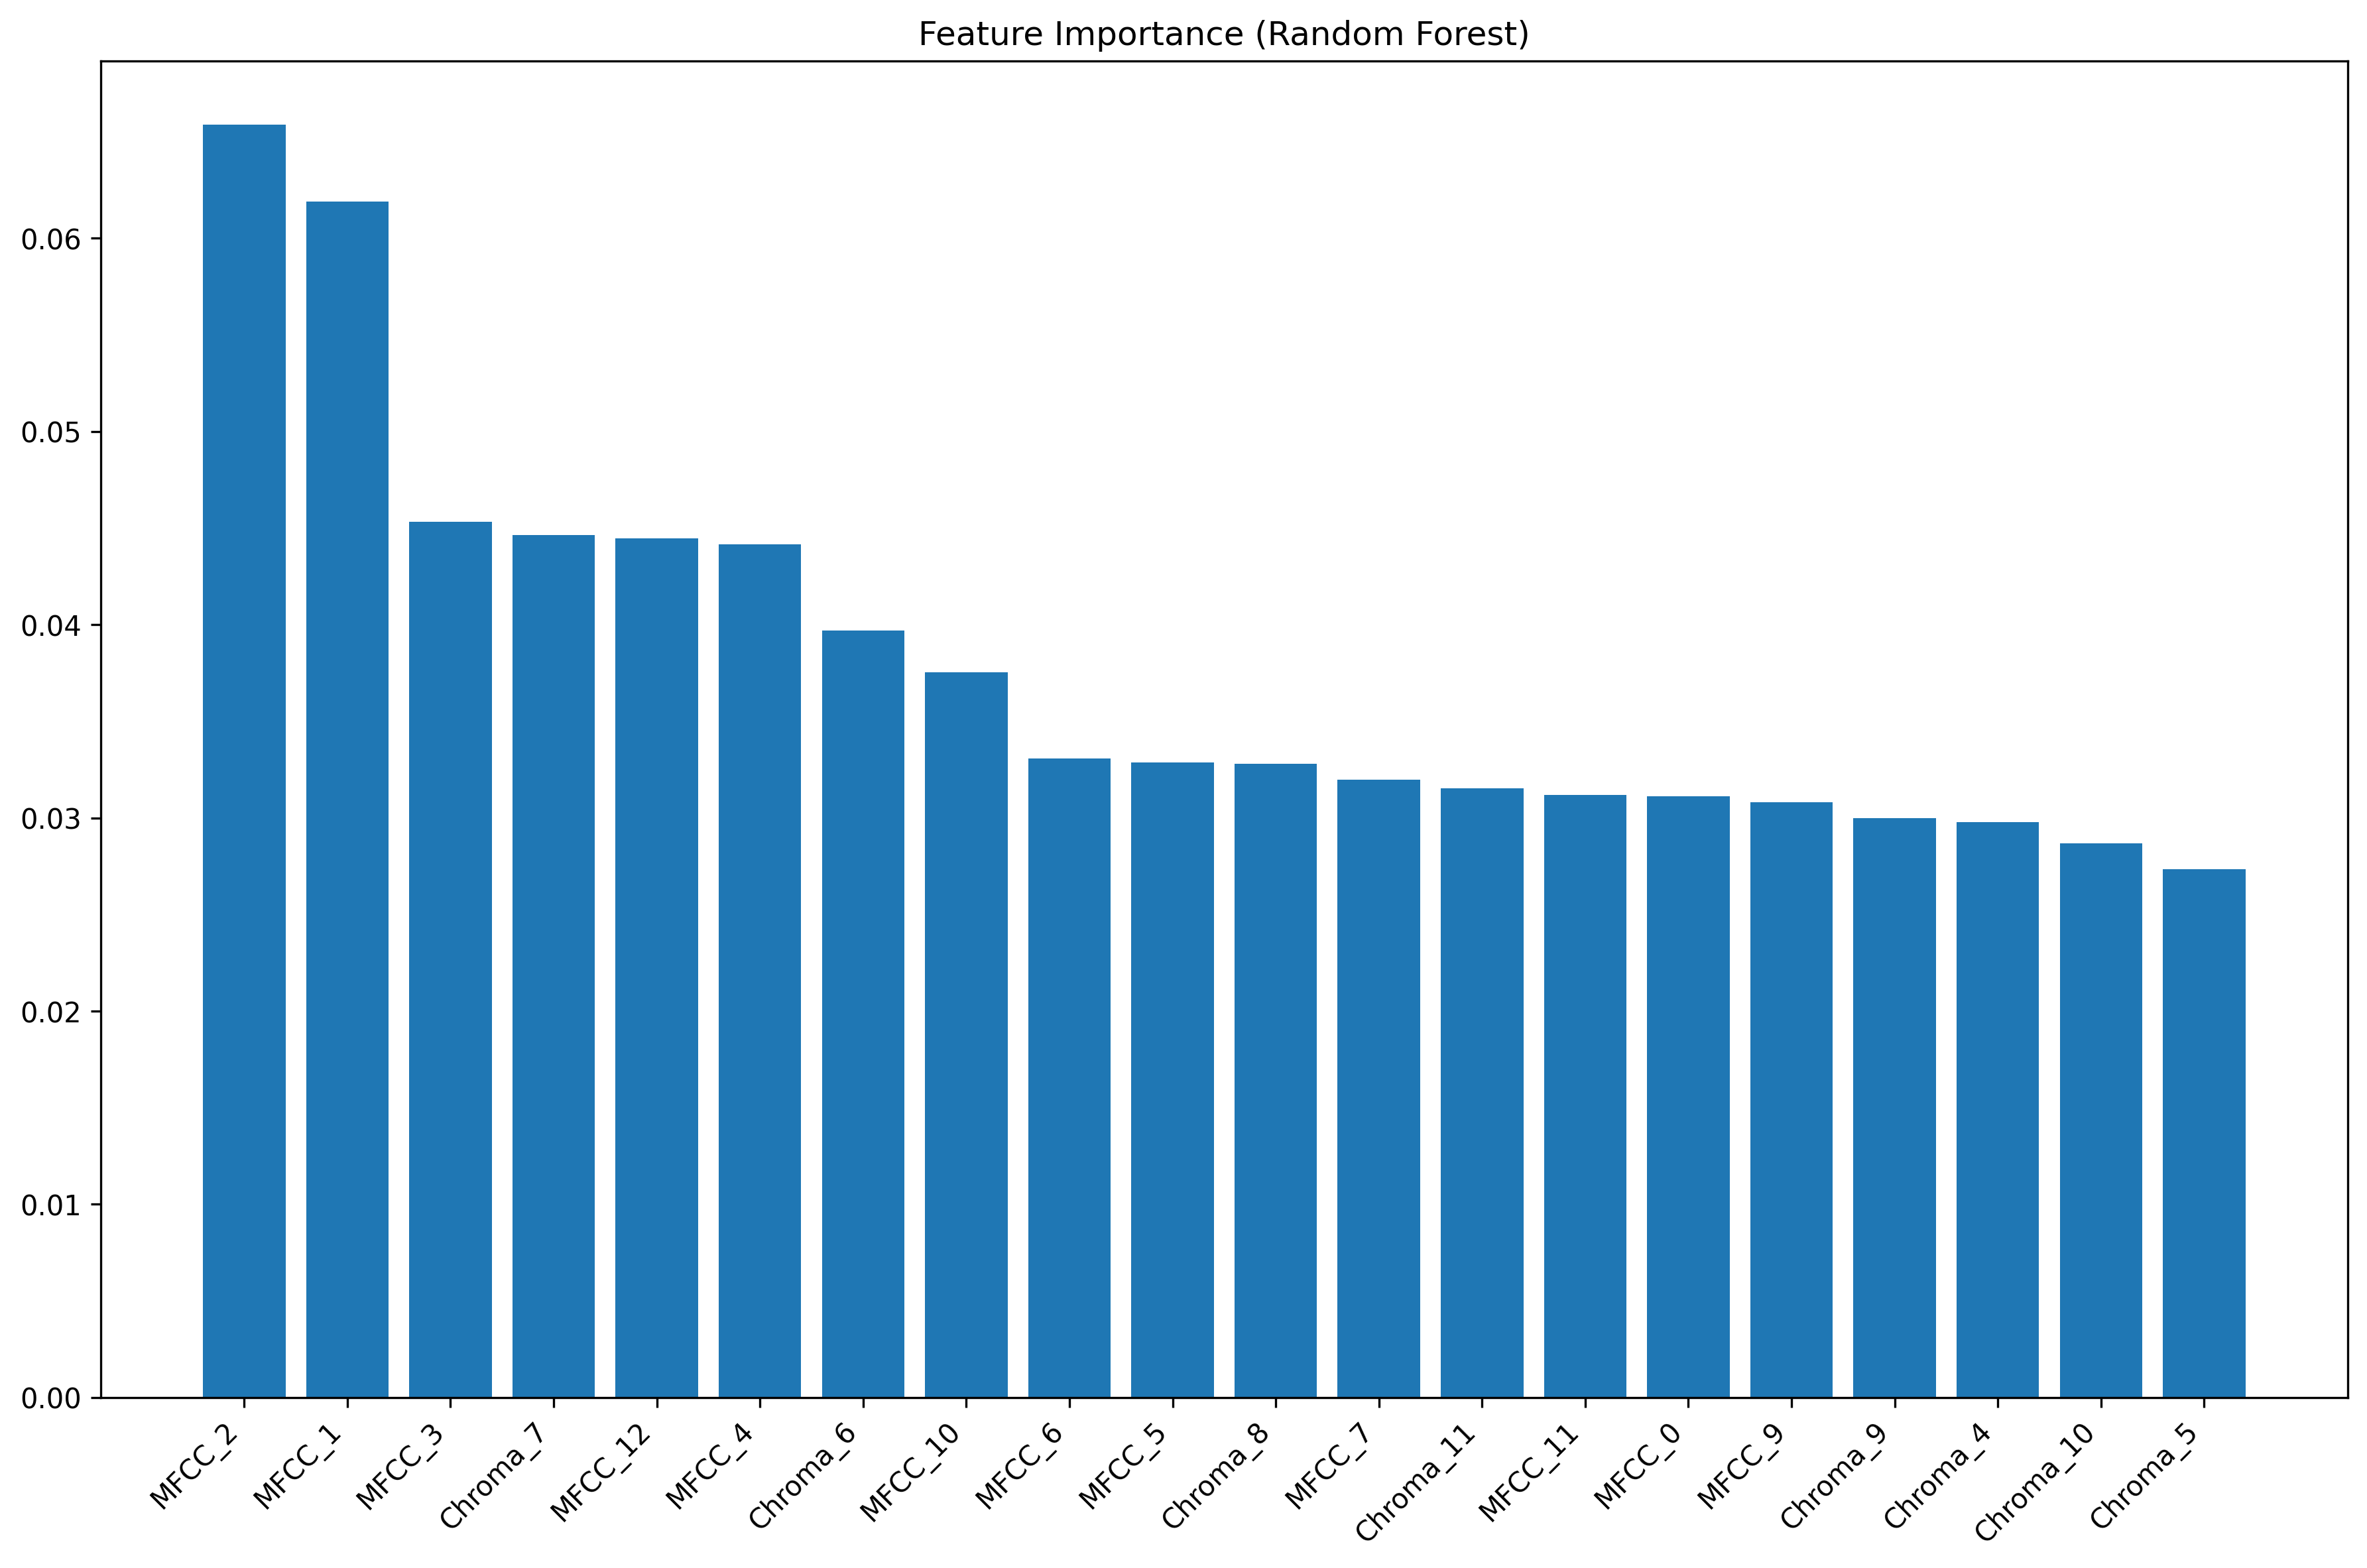 Feature Importance (Random Forest)
0.06
0.05
0.04
0.03
0.02
0.01
0.00
MFCC_2
MFCC_1
MFCC_3
Chroma_7
MFCC_12
MFCC_4
Chroma_6
MFCC_10
MFCC_6
MFCC_5
Chroma_8
MFCC_7
Chroma_11
MFCC_11
MFCC_0
MFCC_9
Chroma_9
Chroma_4
Chroma_10
Chroma_5